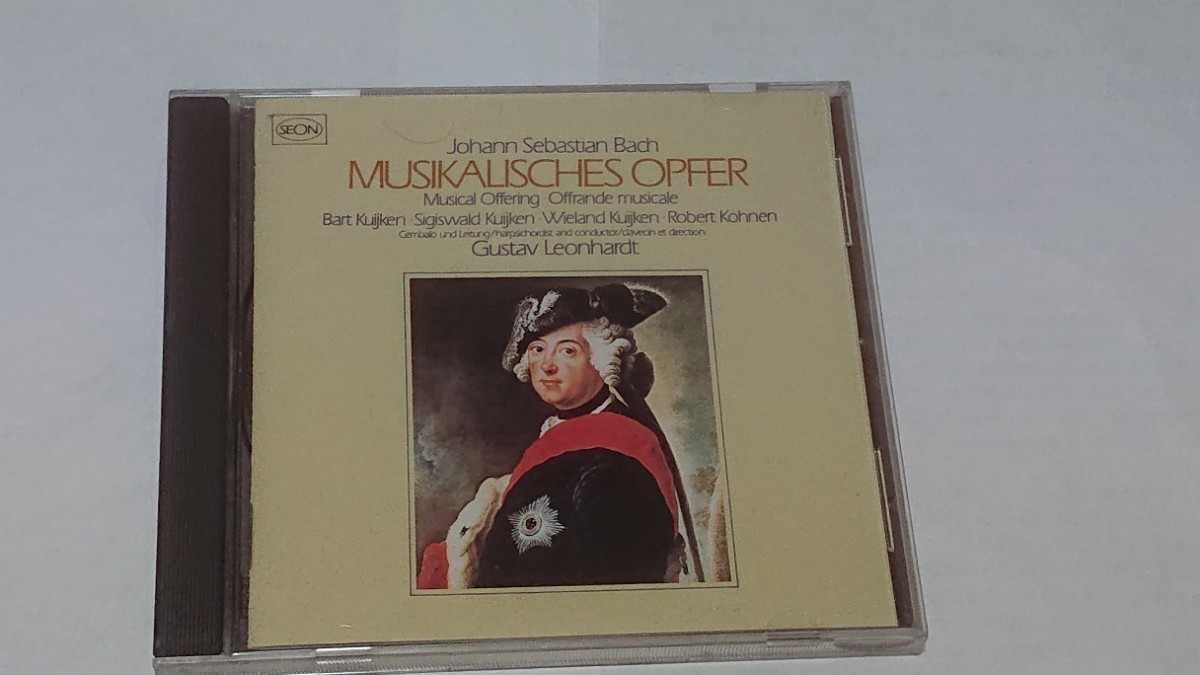 SEON
Johann Sebastian Bach
MUSIKALISCHES OPFER
Musical Offering · Offrande musicale
Bart Kuijken · Sigiswald Kuijken · Wieland Kuijken · Robert Kohnen
Cembalo und Leitung/harpsichordist and conductor/clavecin et direction
Gustav Leonhardt